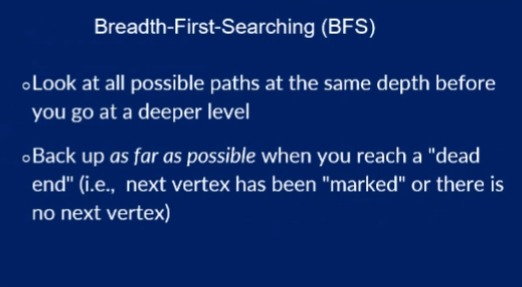 Breadth-First-Searching (BFS)
○Look at all possible paths at the same depth before
you go at a deeper level
○Back up as far as possible when you reach a "dead
end" (i.e., next vertex has been "marked" or there is
no next vertex)